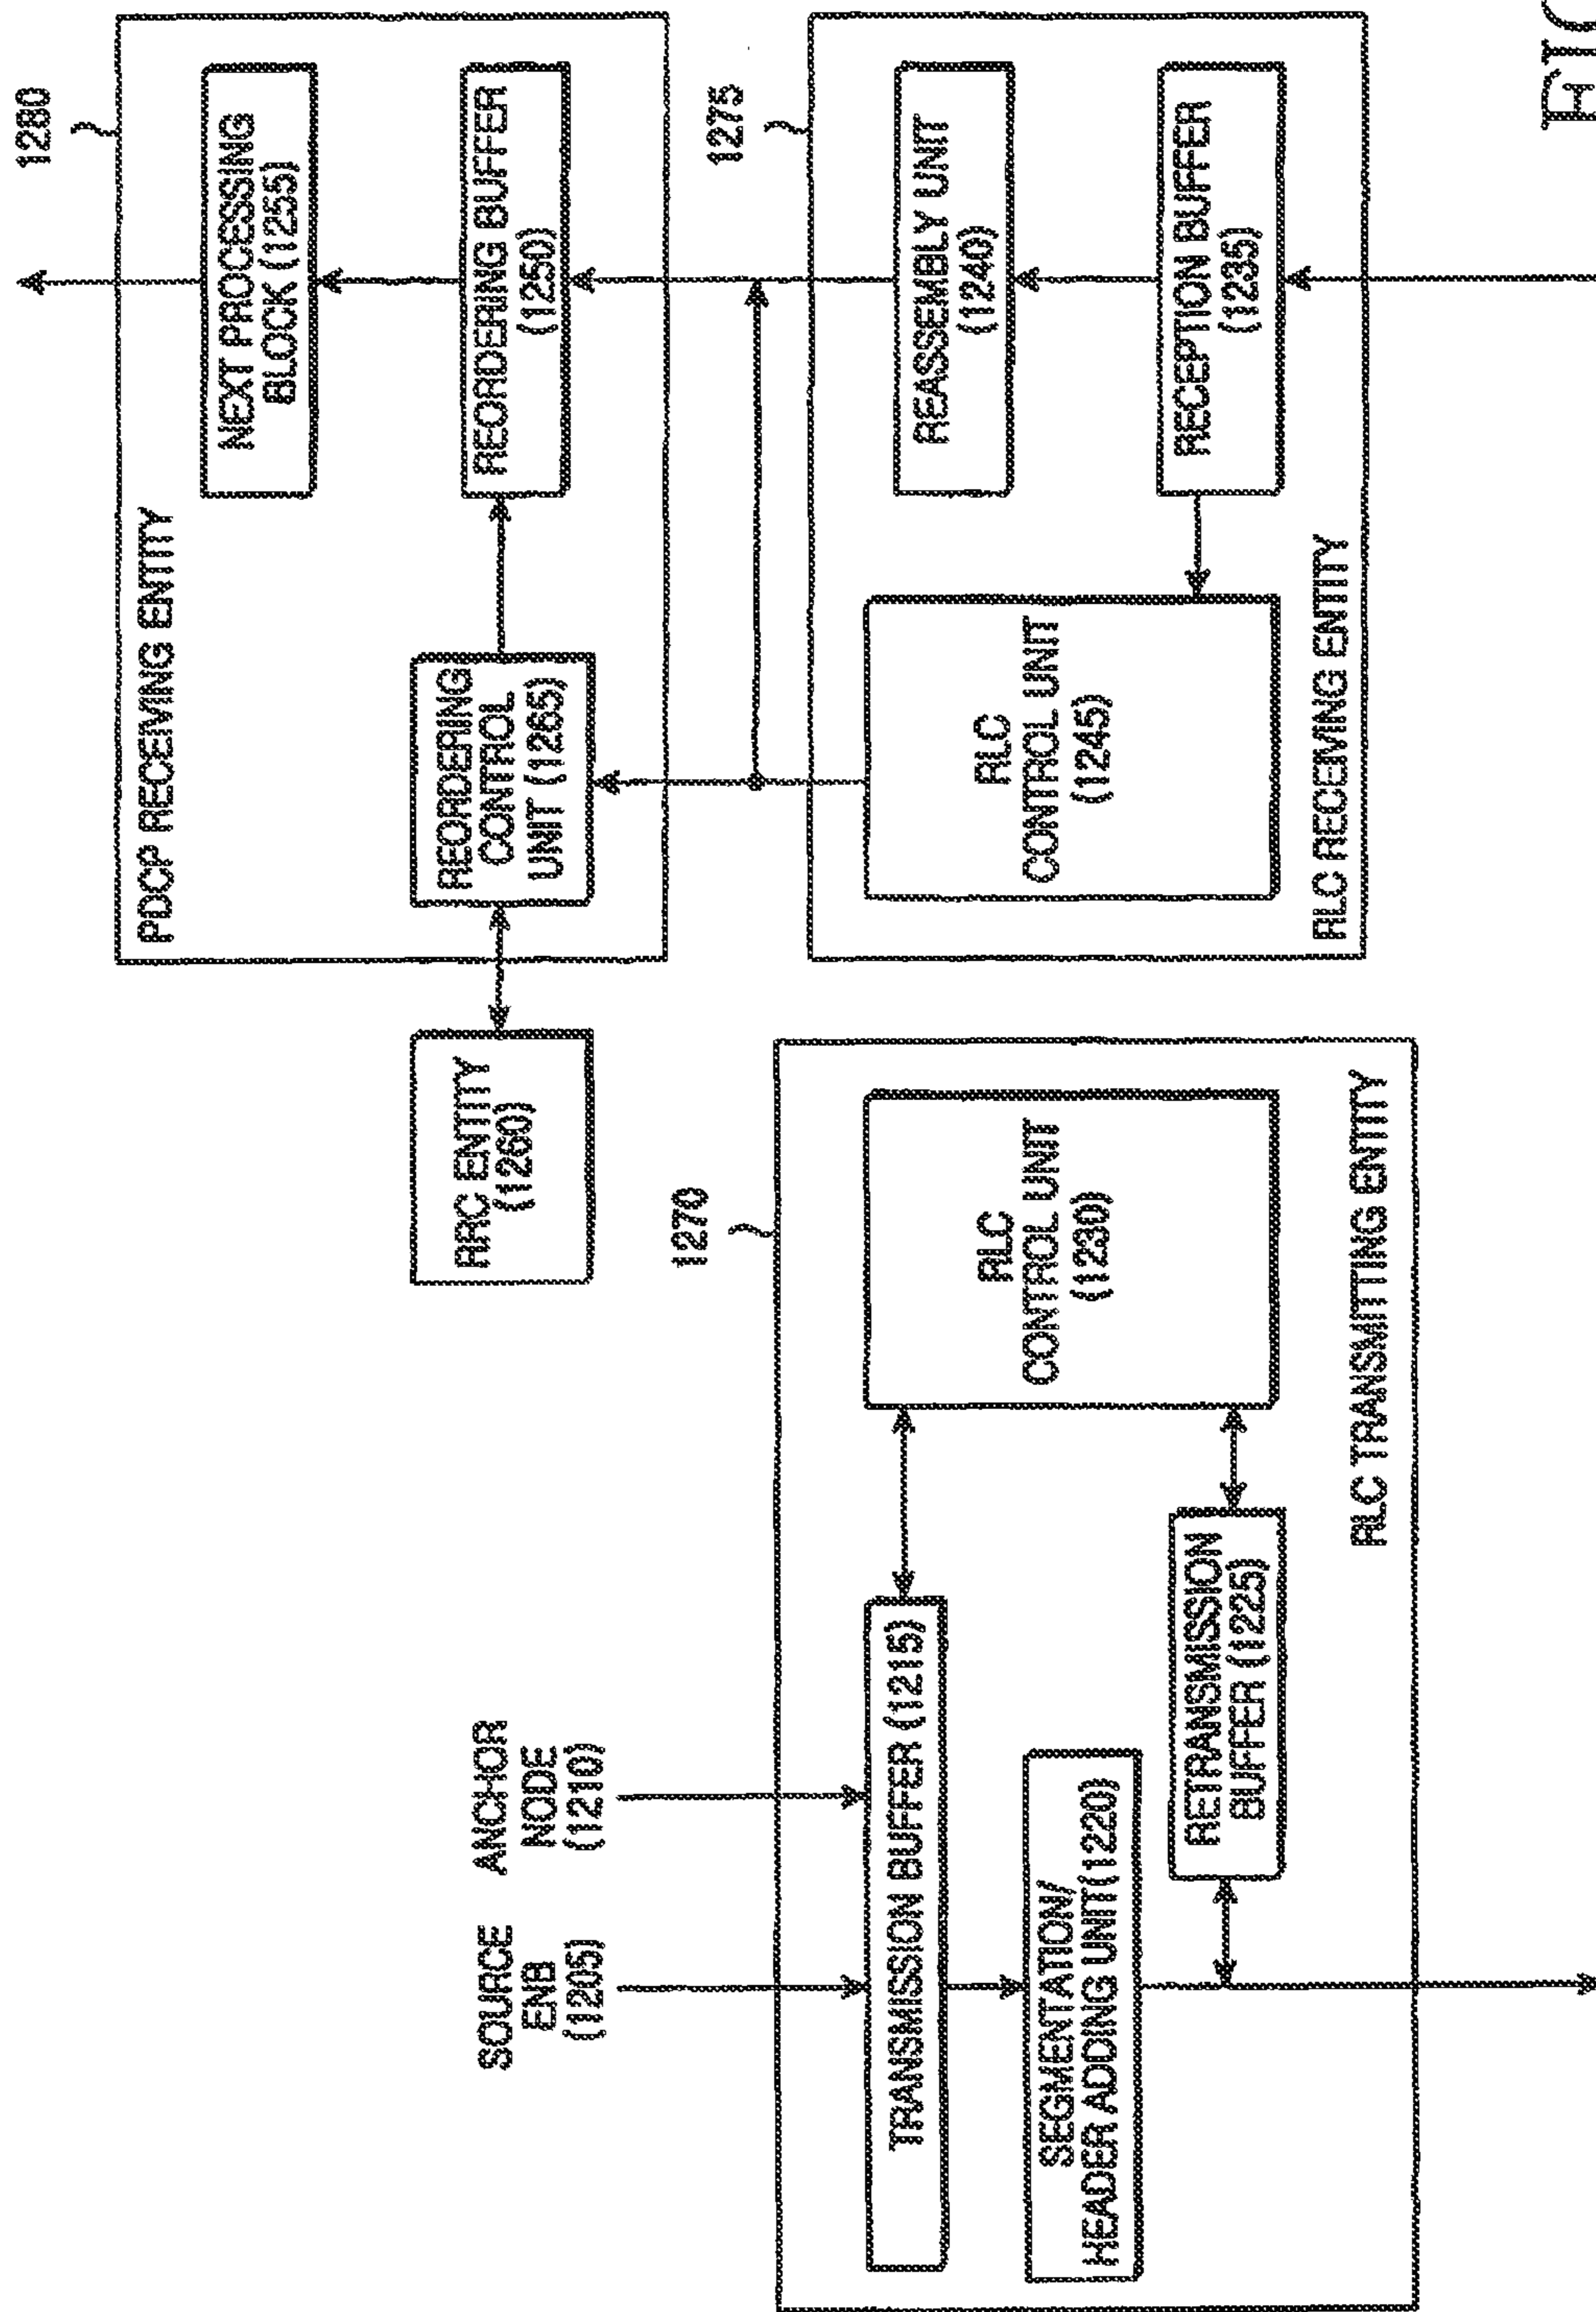 1280
PDCP RECEIVING ENTITY
NEXT PROCESSING
BLOCK (1255)
REORDERING BUFFER
(1250)
REORDERING
CONTROL
UNIT (1265)
RRC ENTITY
(1260)
SOURCE
ENB
(1205)
ANCHOR
NODE
(1210)
1270
TRANSMISSION BUFFER (1215)
SEGMENTATION/
HEADER ADDING UNIT(1220)
RETRANSMISSION
BUFFER (1225)
RLC
CONTROL UNIT
(1230)
RLC TRANSMITTING ENTITY
1275
RLC
CONTROL UNIT
(1245)
REASSEMBLY UNIT
(1240)
RECEPTION BUFFER
(1235)
RLC RECEIVING ENTITY